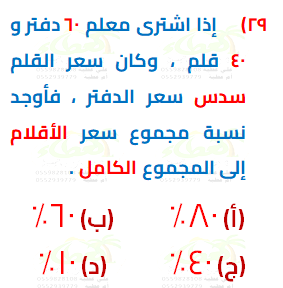 ٢٩) إذا اشترى معلم ٦٠ دفتر و
٤٠ قلم ، وكان سعر القلم
سدس سعر الدفتر ، فأوجد
نسبة مجموع سعر الأقلام
إلى المجموع الكامل .
(أ) ٨٠٪ (ب) ٦٠٪
(ج) ٤٠٪ (د) ١٠٪